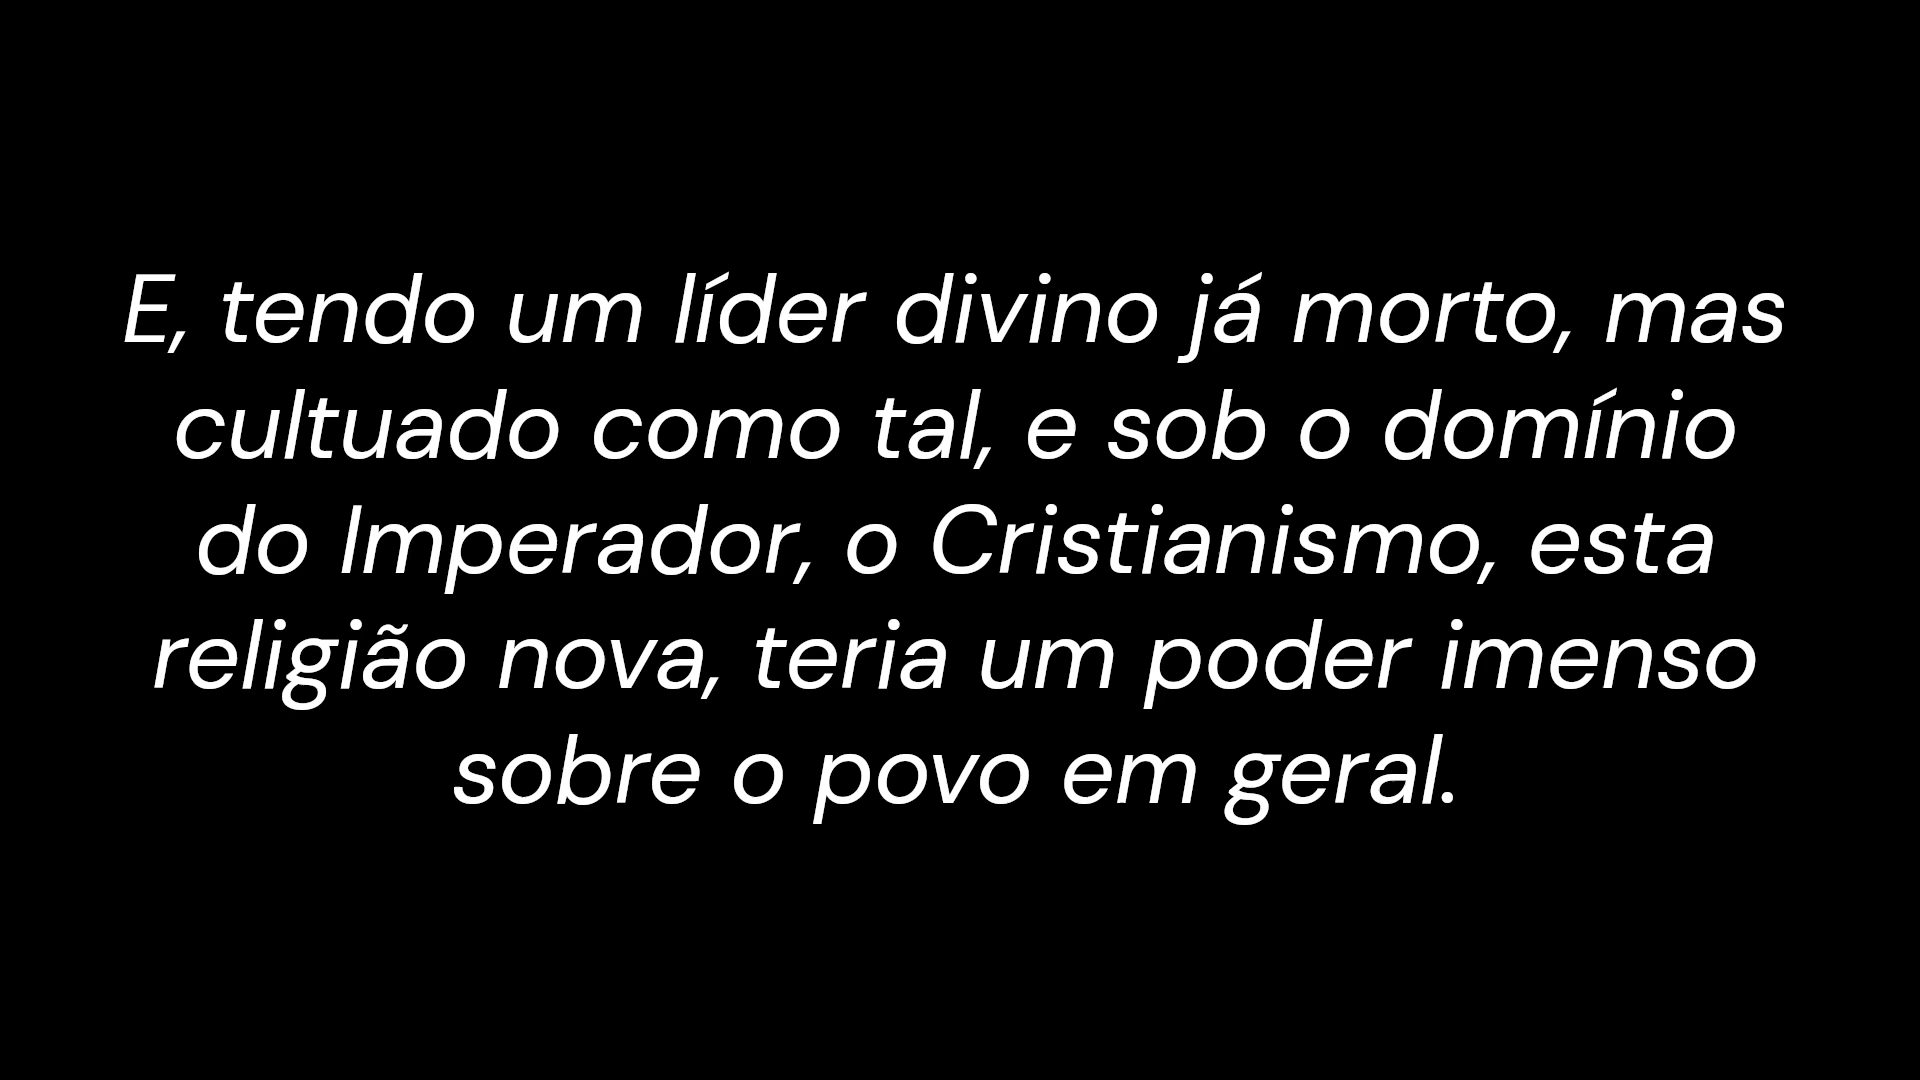 E, tendo um líder divino já morto, mas
cultuado como tal, e sob o domínio
do Imperador, o Cristianismo, esta
religião nova, teria um poder imenso
sobre o povo em geral.